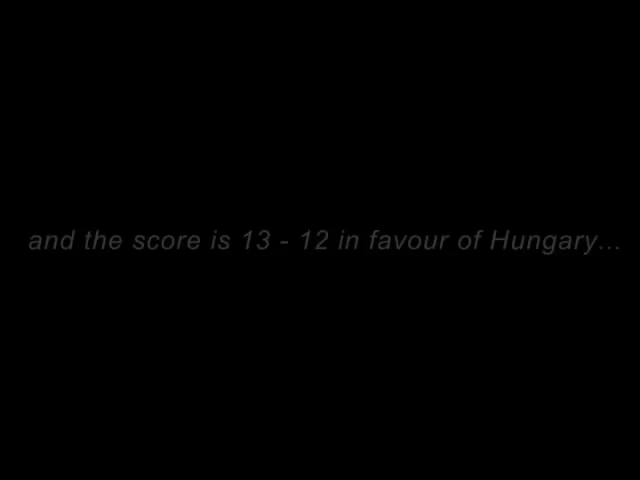 and the score is 13 - 12 in favour of Hungary...